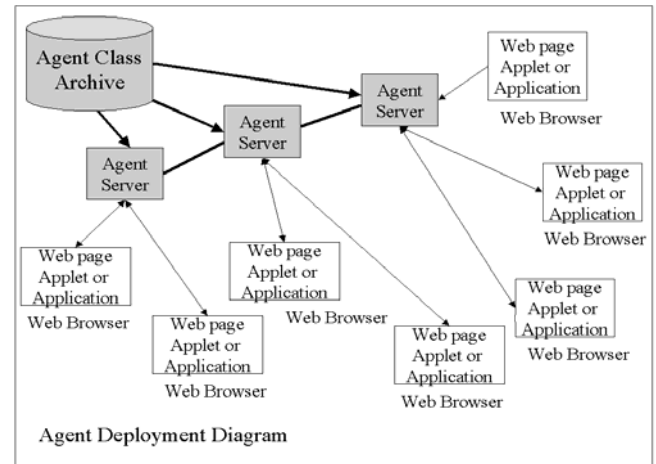 Agent Class
Archive
Web page
Applet or
Application
Web Browser
Agent
Server
Agent
Server
Agent
Server
Web page
Applet or
Application
Web Browser
Web page
Applet or
Application
Web Browser
Web page
Applet or
Application
Web Browser
Web page
Applet or
Application
Web Browser
Web page
Applet or
Application
Web Browser
Web page
Applet or
Application
Web Browser
Agent Deployment Diagram